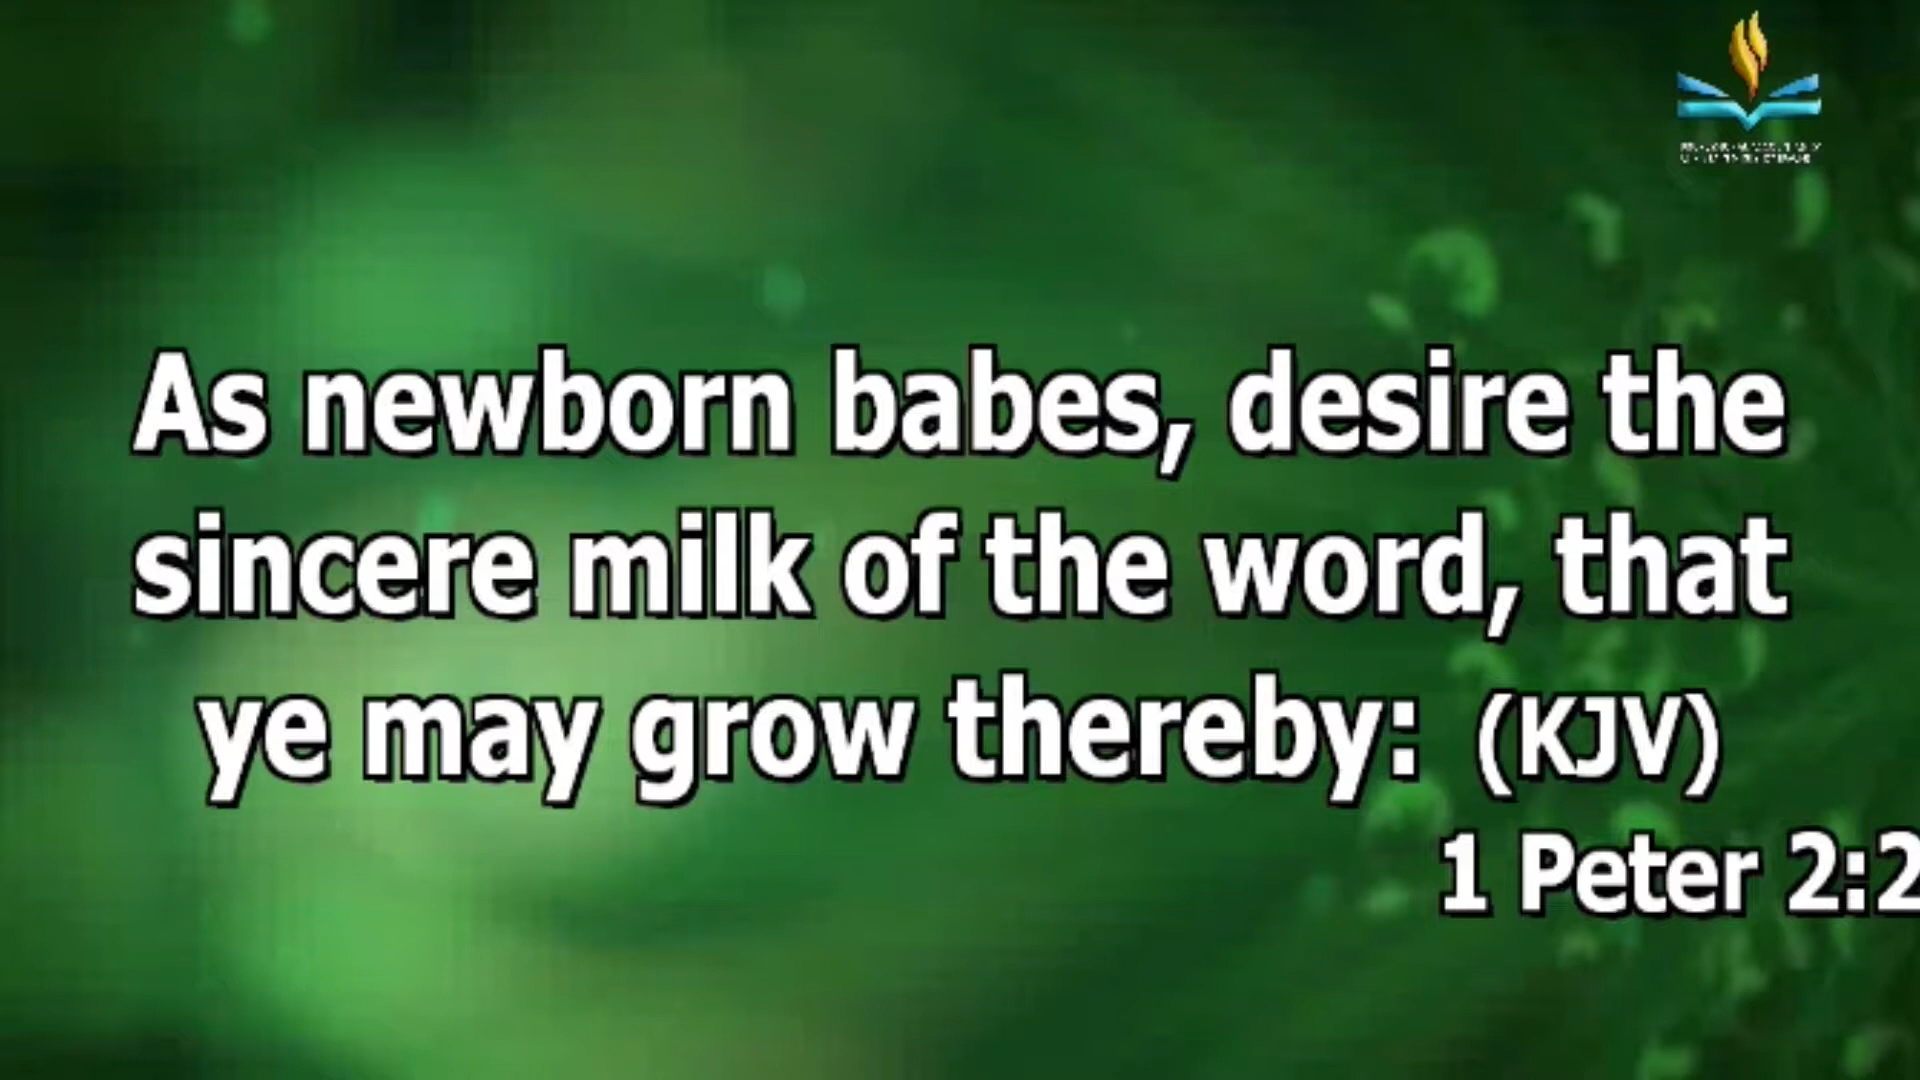 As newborn babes, desire the
sincere milk of the word, that
ye may grow thereby: (KJV)
1 Peter 2:2